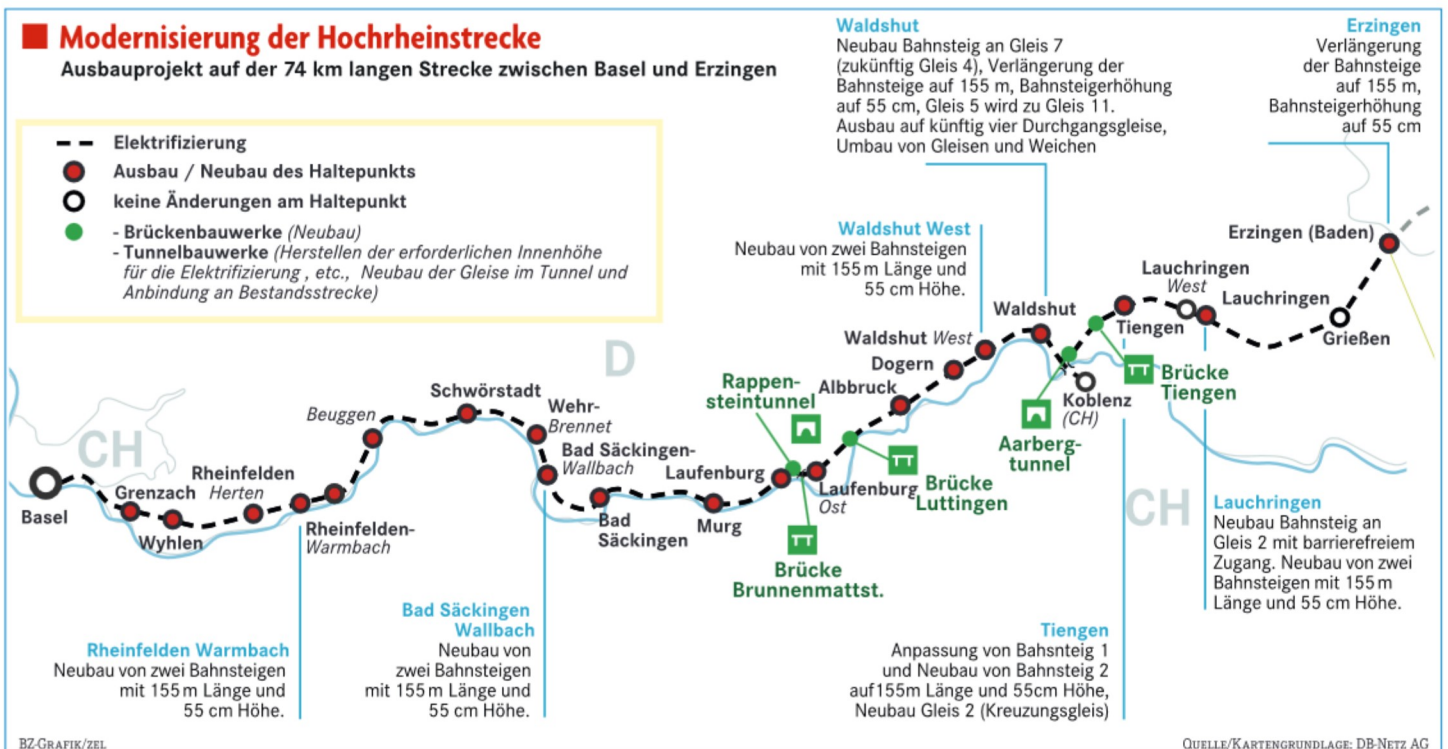 Modernisierung der Hochrheinstrecke
Ausbauprojekt auf der 74 km langen Strecke zwischen Basel und Erzingen
Elektrifizierung
Ausbau / Neubau des Haltepunkts
keine Änderungen am Haltepunkt
- Brückenbauwerke (Neubau)
- Tunnelbauwerke (Herstellen der erforderlichen Innenhöhe
für die Elektrifizierung , etc., Neubau der Gleise im Tunnel und
Anbindung an Bestandsstrecke)
Waldshut
Neubau Bahnsteig an Gleis 7
(zukünftig Gleis 4), Verlängerung der
Bahnsteige auf 155 m, Bahnsteigerhöhung
auf 55 cm, Gleis 5 wird zu Gleis 11.
Ausbau auf künftig vier Durchgangsgleise,
Umbau von Gleisen und Weichen
Erzingen
Verlängerung
der Bahnsteige
auf 155 m,
Bahnsteigerhöhung
auf 55 cm
Waldshut West
Neubau von zwei Bahnsteigen
mit 155 m Länge und
55 cm Höhe.
CH
D
CH
Basel
Grenzach
Wyhlen
Rheinfelden
Herten
Rheinfelden-
Warmbach
Beuggen
Schwörstadt
Wehr-
Brennet
Bad Säckingen-
Wallbach
Bad
Säckingen
Murg
Laufenburg
Laufenburg
Ost
Rappen-
steintunnel
Brücke
Brunnenmattst.
Brücke
Luttingen
Albbruck
Dogern
Waldshut West
Waldshut
Koblenz
(CH)
Aarberg-
tunnel
Brücke
Tiengen
Tiengen
Lauchringen
West
Lauchringen
Grießen
Erzingen (Baden)
Rheinfelden Warmbach
Neubau von zwei Bahnsteigen
mit 155 m Länge und
55 cm Höhe.
Bad Säckingen
Wallbach
Neubau von
zwei Bahnsteigen
mit 155 m Länge und
55 cm Höhe.
Tiengen
Anpassung von Bahsnteig 1
und Neubau von Bahnsteig 2
auf155m Länge und 55cm Höhe,
Neubau Gleis 2 (Kreuzungsgleis)
Lauchringen
Neubau Bahnsteig an
Gleis 2 mit barrierefreiem
Zugang. Neubau von zwei
Bahnsteigen mit 155 m
Länge und 55 cm Höhe.
BZ-GRAFIK/ZEL
QUELLE/KARTENGRUNDLAGE: DB-NETZ AG